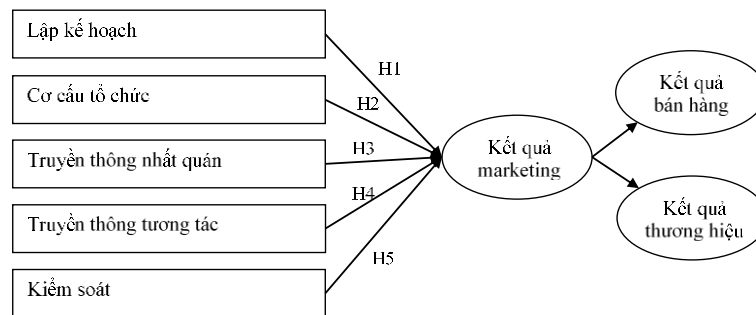 Lập kế hoạch
H1
Cơ cấu tổ chức
H2
Truyền thông nhất quán
H3
Truyền thông tương tác
H4
Kiểm soát
H5
Kết quả
marketing
Kết quả
bán hàng
Kết quả
thương hiệu